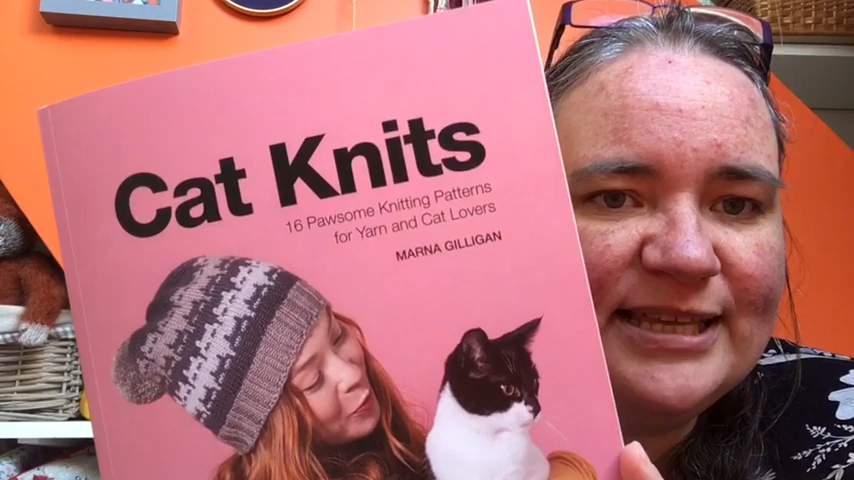 Cat Knits
16 Pawsome Knitting Patterns
for Yarn and Cat Lovers
MARNA GILLIGAN